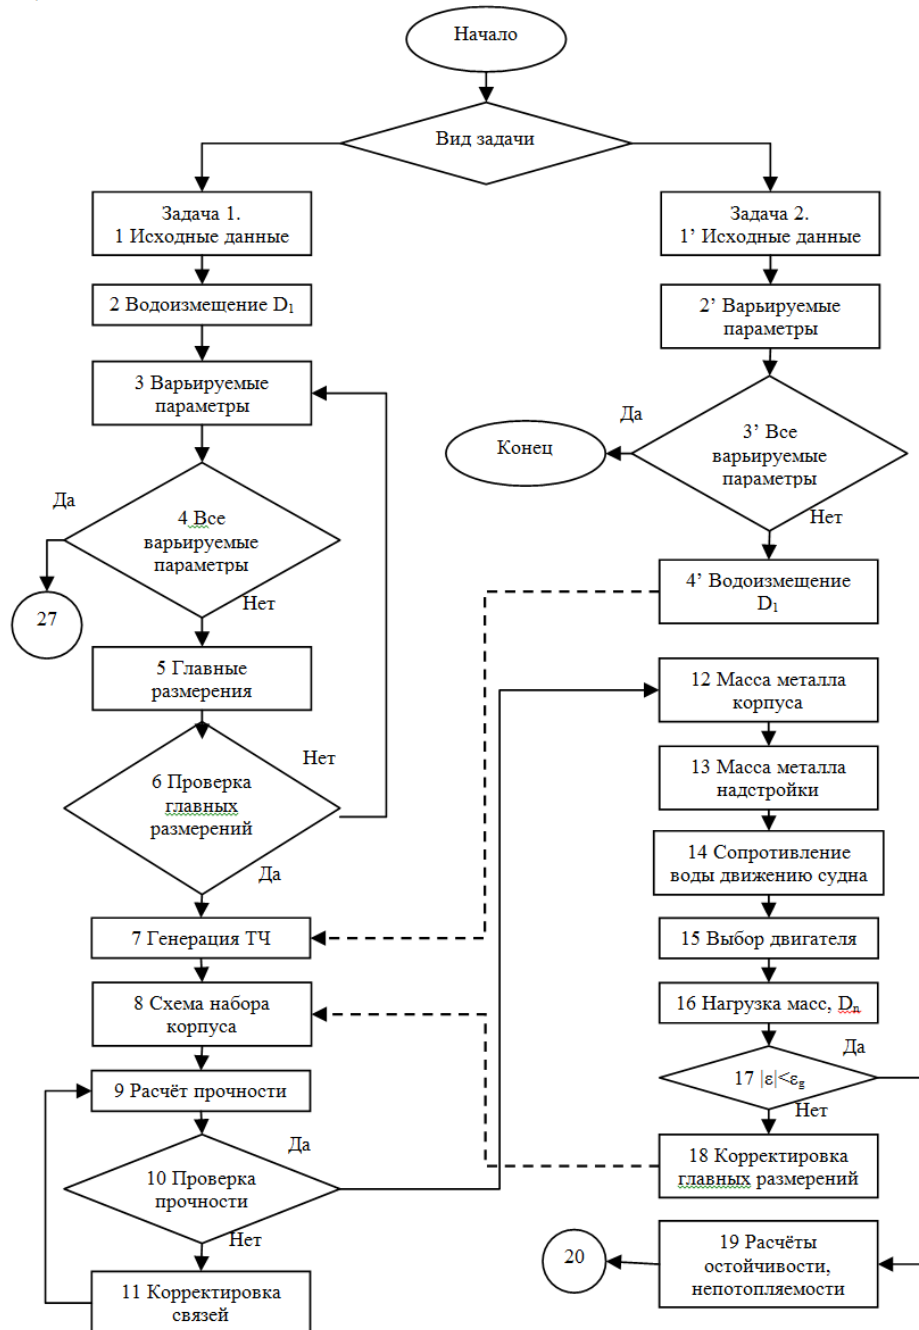 Начало
Вид задачи
Задача 1.
1 Исходные данные
2 Водоизмещение D₁
3 Варьируемые
параметры
Да
4 Все
варьируемые
параметры
Нет
27
5 Главные
размерения
Нет
6 Проверка
главных
размерений
Да
7 Генерация ТЧ
8 Схема набора
корпуса
9 Расчёт прочности
Да
10 Проверка
прочности
Нет
11 Корректировка
связей
Задача 2.
1’ Исходные данные
2’ Варьируемые
параметры
Да
Конец
3’ Все
варьируемые
параметры
Нет
4’ Водоизмещение
D₁
12 Масса металла
корпуса
13 Масса металла
надстройки
14 Сопротивление
воды движению судна
15 Выбор двигателя
16 Нагрузка масс, Dₙ
Да
17 |ε|<εg
Нет
18 Корректировка
главных размерений
19 Расчёты
остойчивости,
непотопляемости
20